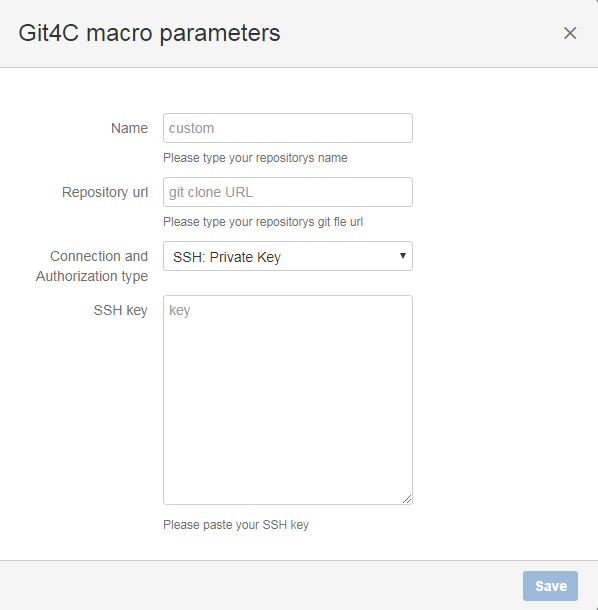 Git4C macro parameters
Name
custom
Please type your repositorys name
Repository url
git clone URL
Please type your repositorys git fle url
Connection and
Authorization type
SSH: Private Key
SSH key
key
Please paste your SSH key
Save